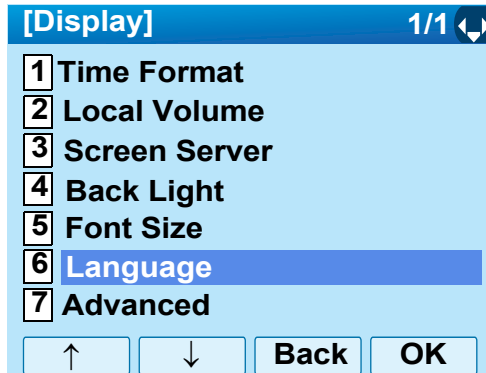 [Display] 1/1
1 Time Format
2 Local Volume
3 Screen Server
4 Back Light
5 Font Size
6 Language
7 Advanced
↑ ↓ Back OK